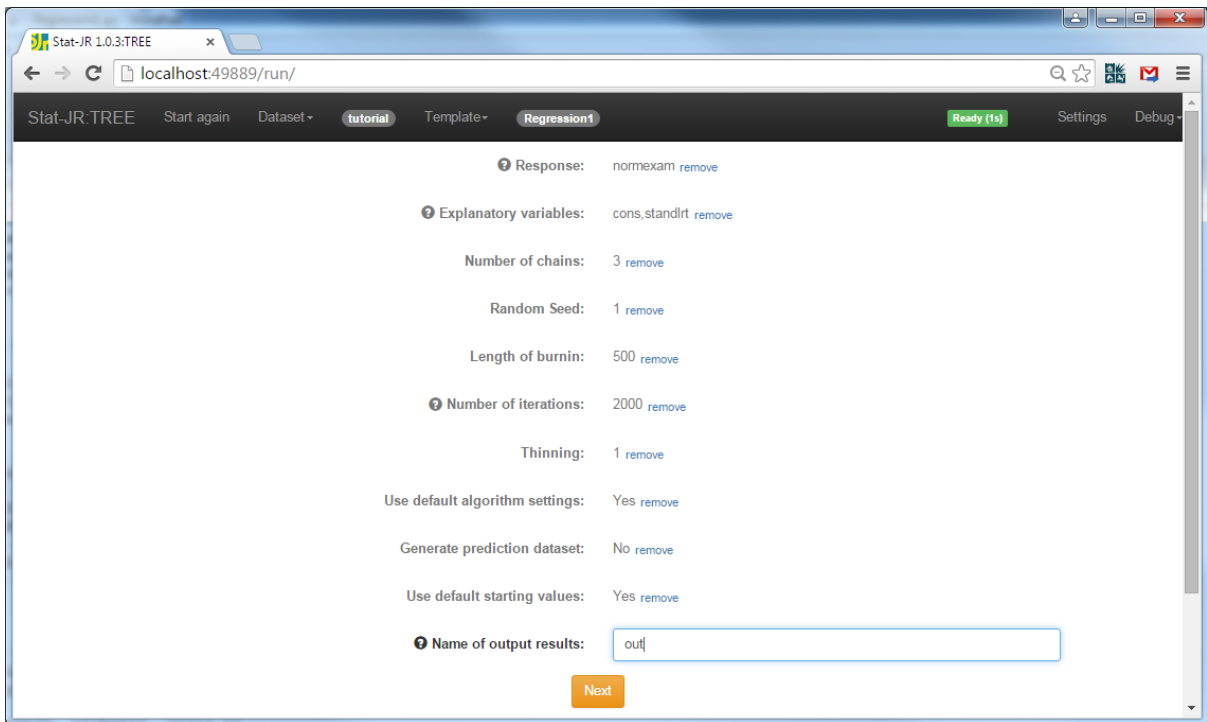 Stat-JR 1.0.3:TREE
localhost:49889/run/
Stat-JR:TREE Start again Dataset tutorial Template Regression1 Ready (1s) Settings Debug
Response: normexam remove
Explanatory variables: cons,standlrt remove
Number of chains: 3 remove
Random Seed: 1 remove
Length of burnin: 500 remove
Number of iterations: 2000 remove
Thinning: 1 remove
Use default algorithm settings: Yes remove
Generate prediction dataset: No remove
Use default starting values: Yes remove
Name of output results: out
Next